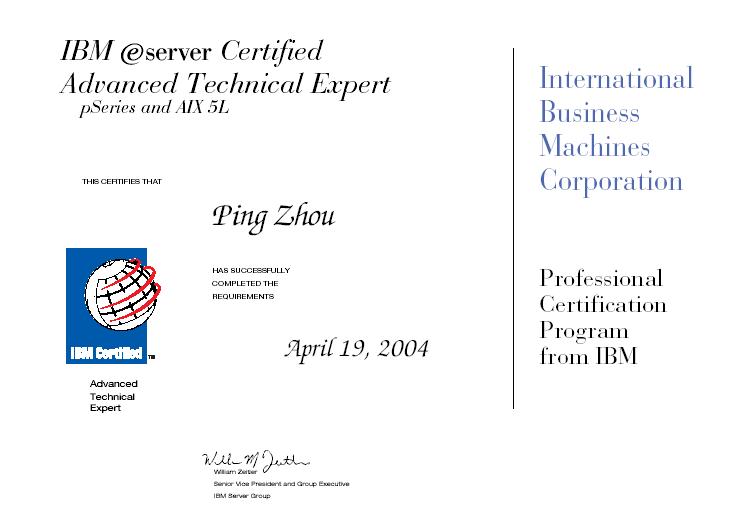 IBM @server Certified
Advanced Technical Expert
pSeries and AIX 5L
International
Business
Machines
Corporation
THIS CERTIFIES THAT
Ping Zhou
HAS SUCCESSFULLY
COMPLETED THE
REQUIREMENTS
IBM Certified ™
Advanced
Technical
Expert
April 19, 2004
Professional
Certification
Program
from IBM
William Zeitler
Senior Vice President and Group Executive
IBM Server Group